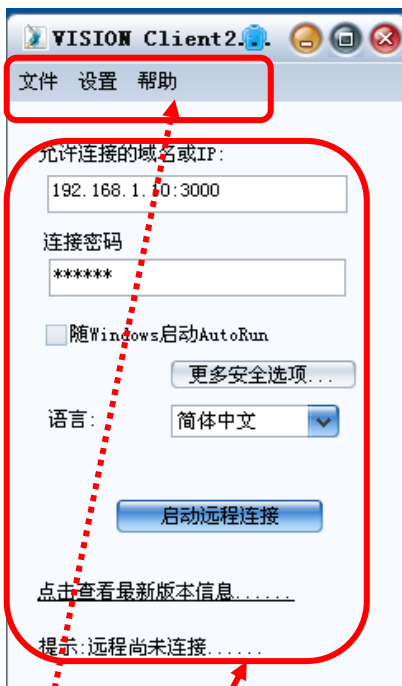 VISION Client2.
文件 设置 帮助
允许连接的域名或IP:
192.168.1.10:3000
连接密码
******
随Windows启动AutoRun
更多安全选项...
语言: 简体中文
启动远程连接
点击查看最新版本信息......
提示:远程尚未连接......